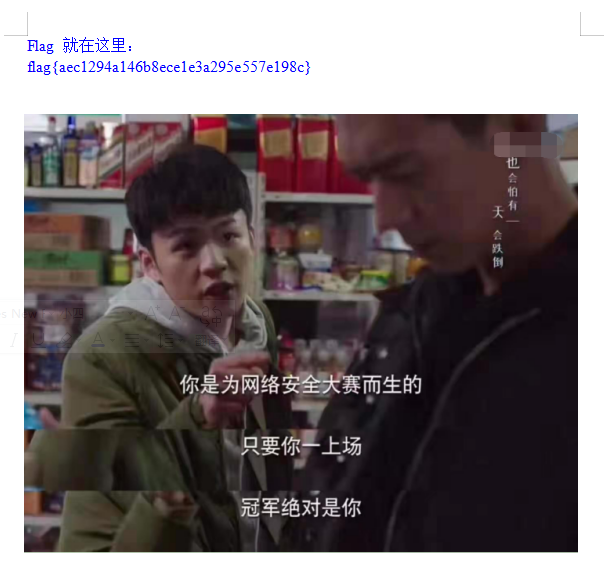 Flag 就在这里：
flag{aec1294a146b8ece1e3a295e557e198c}
也
会怕有一
天
会跌倒
你是为网络安全大赛而生的
只要你一上场
冠军绝对是你